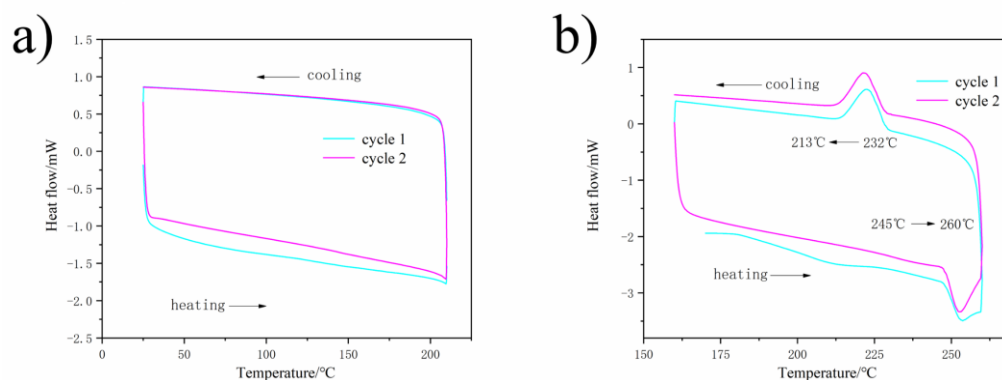 a)
1.5
1.0
0.5
0.0
-0.5
-1.0
-1.5
-2.0
-2.5
Heat flow/mW
cooling
cycle 1
cycle 2
heating
0
50
100
150
200
Temperature/℃
b)
1
0
-1
-2
-3
Heat flow/mW
cooling
cycle 1
cycle 2
213℃
232℃
245℃
260℃
heating
150
175
200
225
250
Temperature/℃